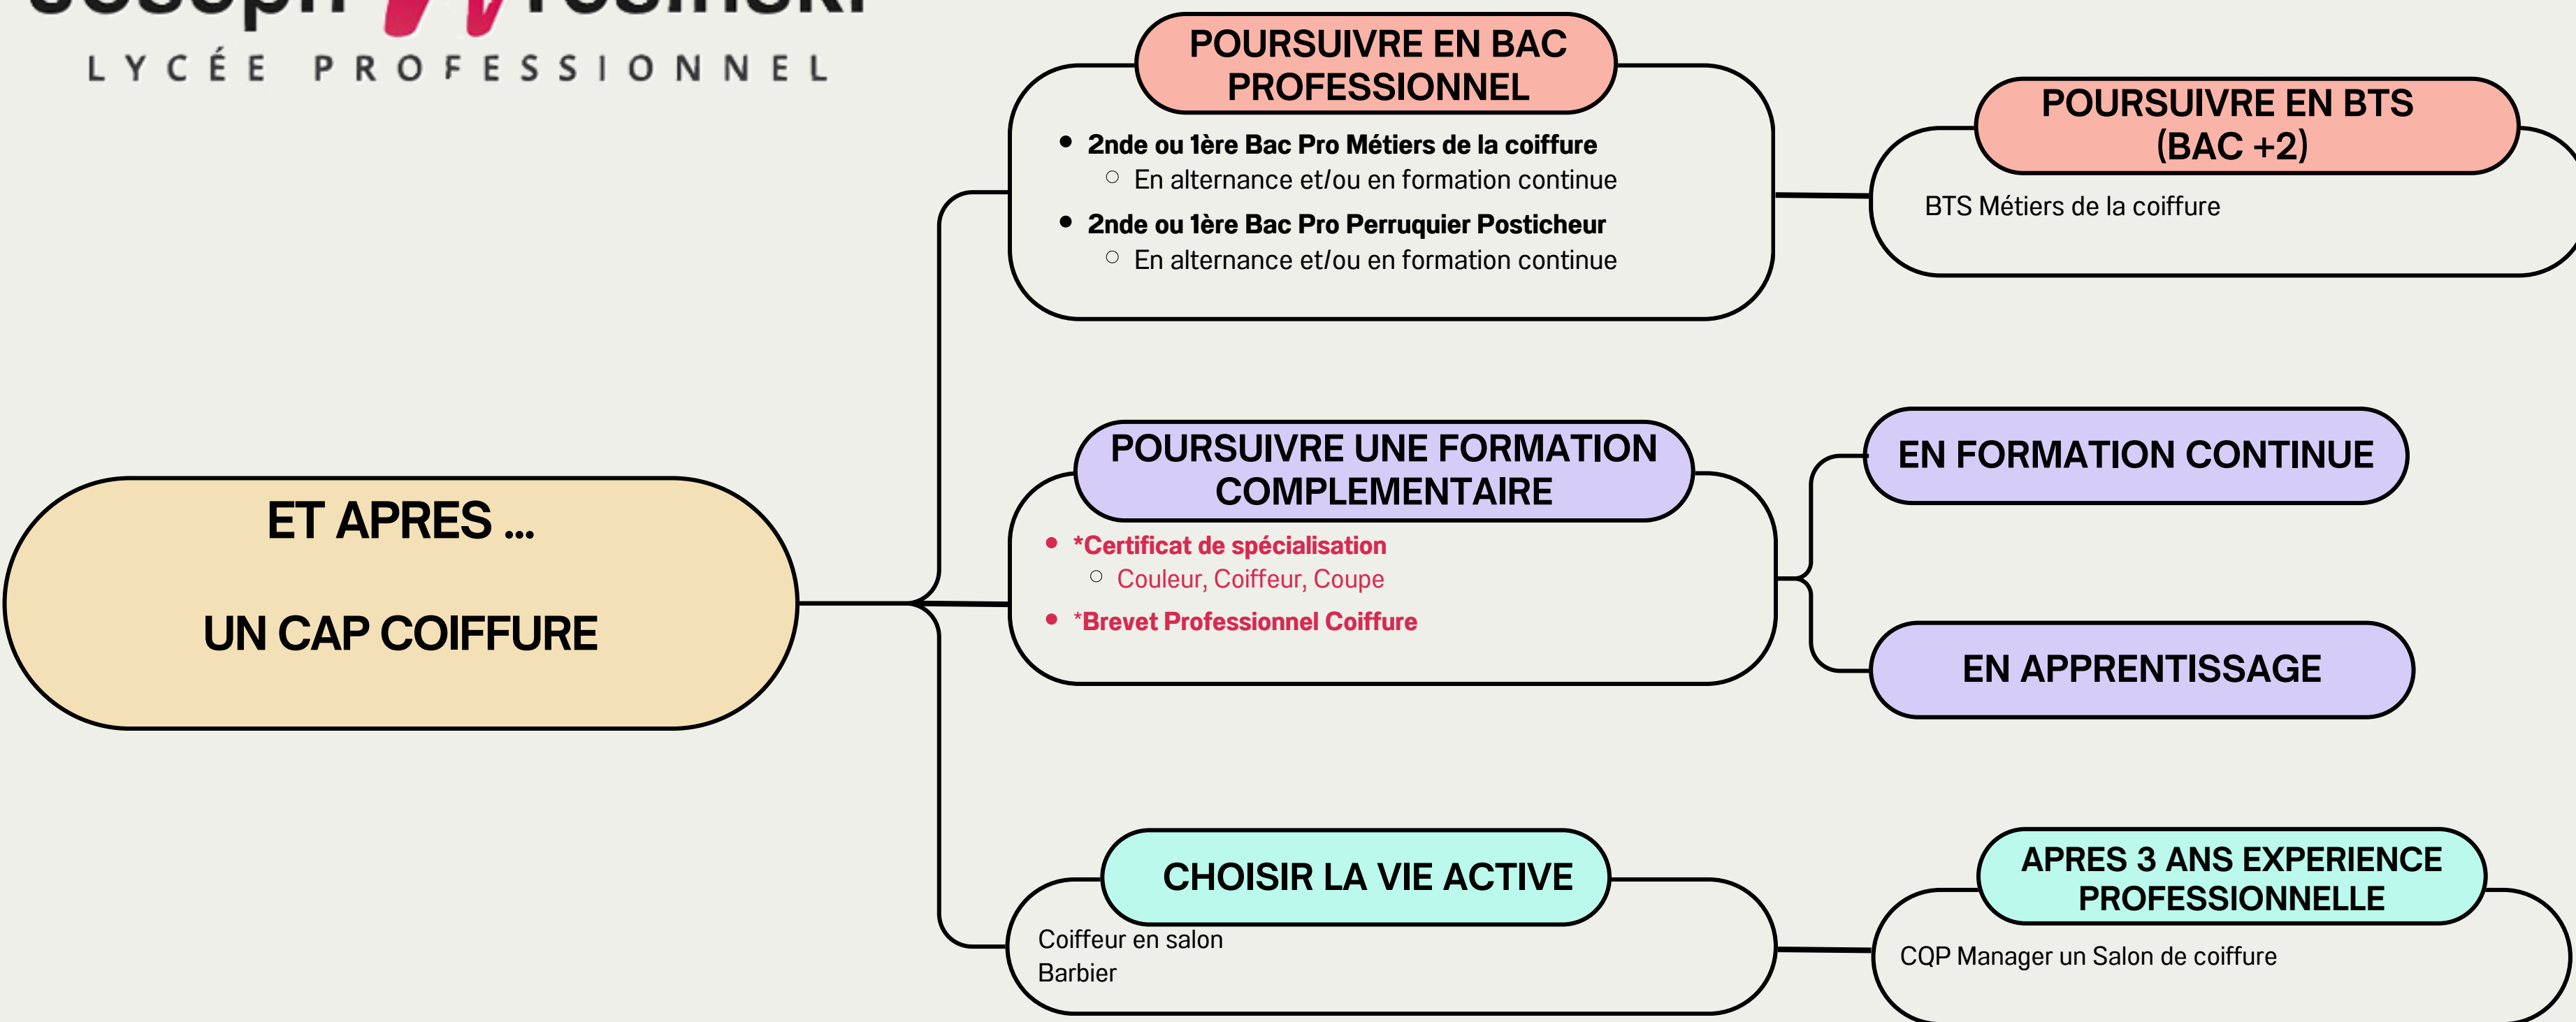 Joseph Wresinski
LYCÉE PROFESSIONNEL
POURSUIVRE EN BAC
PROFESSIONNEL
• 2nde ou 1ère Bac Pro Métiers de la coiffure
○ En alternance et/ou en formation continue
• 2nde ou 1ère Bac Pro Perruquier Posticheur
○ En alternance et/ou en formation continue
POURSUIVRE EN BTS
(BAC +2)
BTS Métiers de la coiffure
ET APRES ...
UN CAP COIFFURE
POURSUIVRE UNE FORMATION
COMPLEMENTAIRE
• *Certificat de spécialisation
○ Couleur, Coiffeur, Coupe
• *Brevet Professionnel Coiffure
EN FORMATION CONTINUE
EN APPRENTISSAGE
CHOISIR LA VIE ACTIVE
Coiffeur en salon
Barbier
APRES 3 ANS EXPERIENCE
PROFESSIONNELLE
CQP Manager un Salon de coiffure